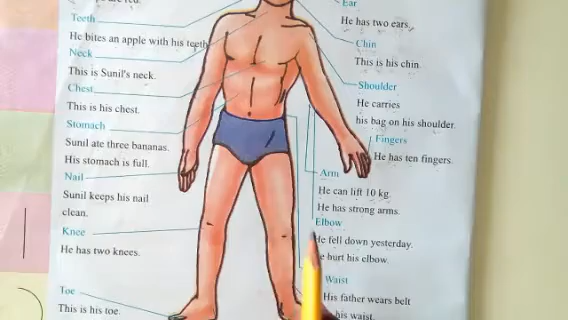 Teeth
He bites an apple with his teeth
Neck
This is Sunil's neck.
Chest
This is his chest.
Stomach
Sunil ate three bananas.
His stomach is full.
Nail
Sunil keeps his nail
clean.
Knee
He has two knees.
Toe
This is his toe.
Ear
He has two ears.
Chin
This is his chin.
Shoulder
He carries
his bag on his shoulder.
Fingers
He has ten fingers.
Arm
He can lift 10 kg.
He has strong arms.
Elbow
He fell down yesterday.
hurt his elbow.
Waist
His father wears belt
his waist.